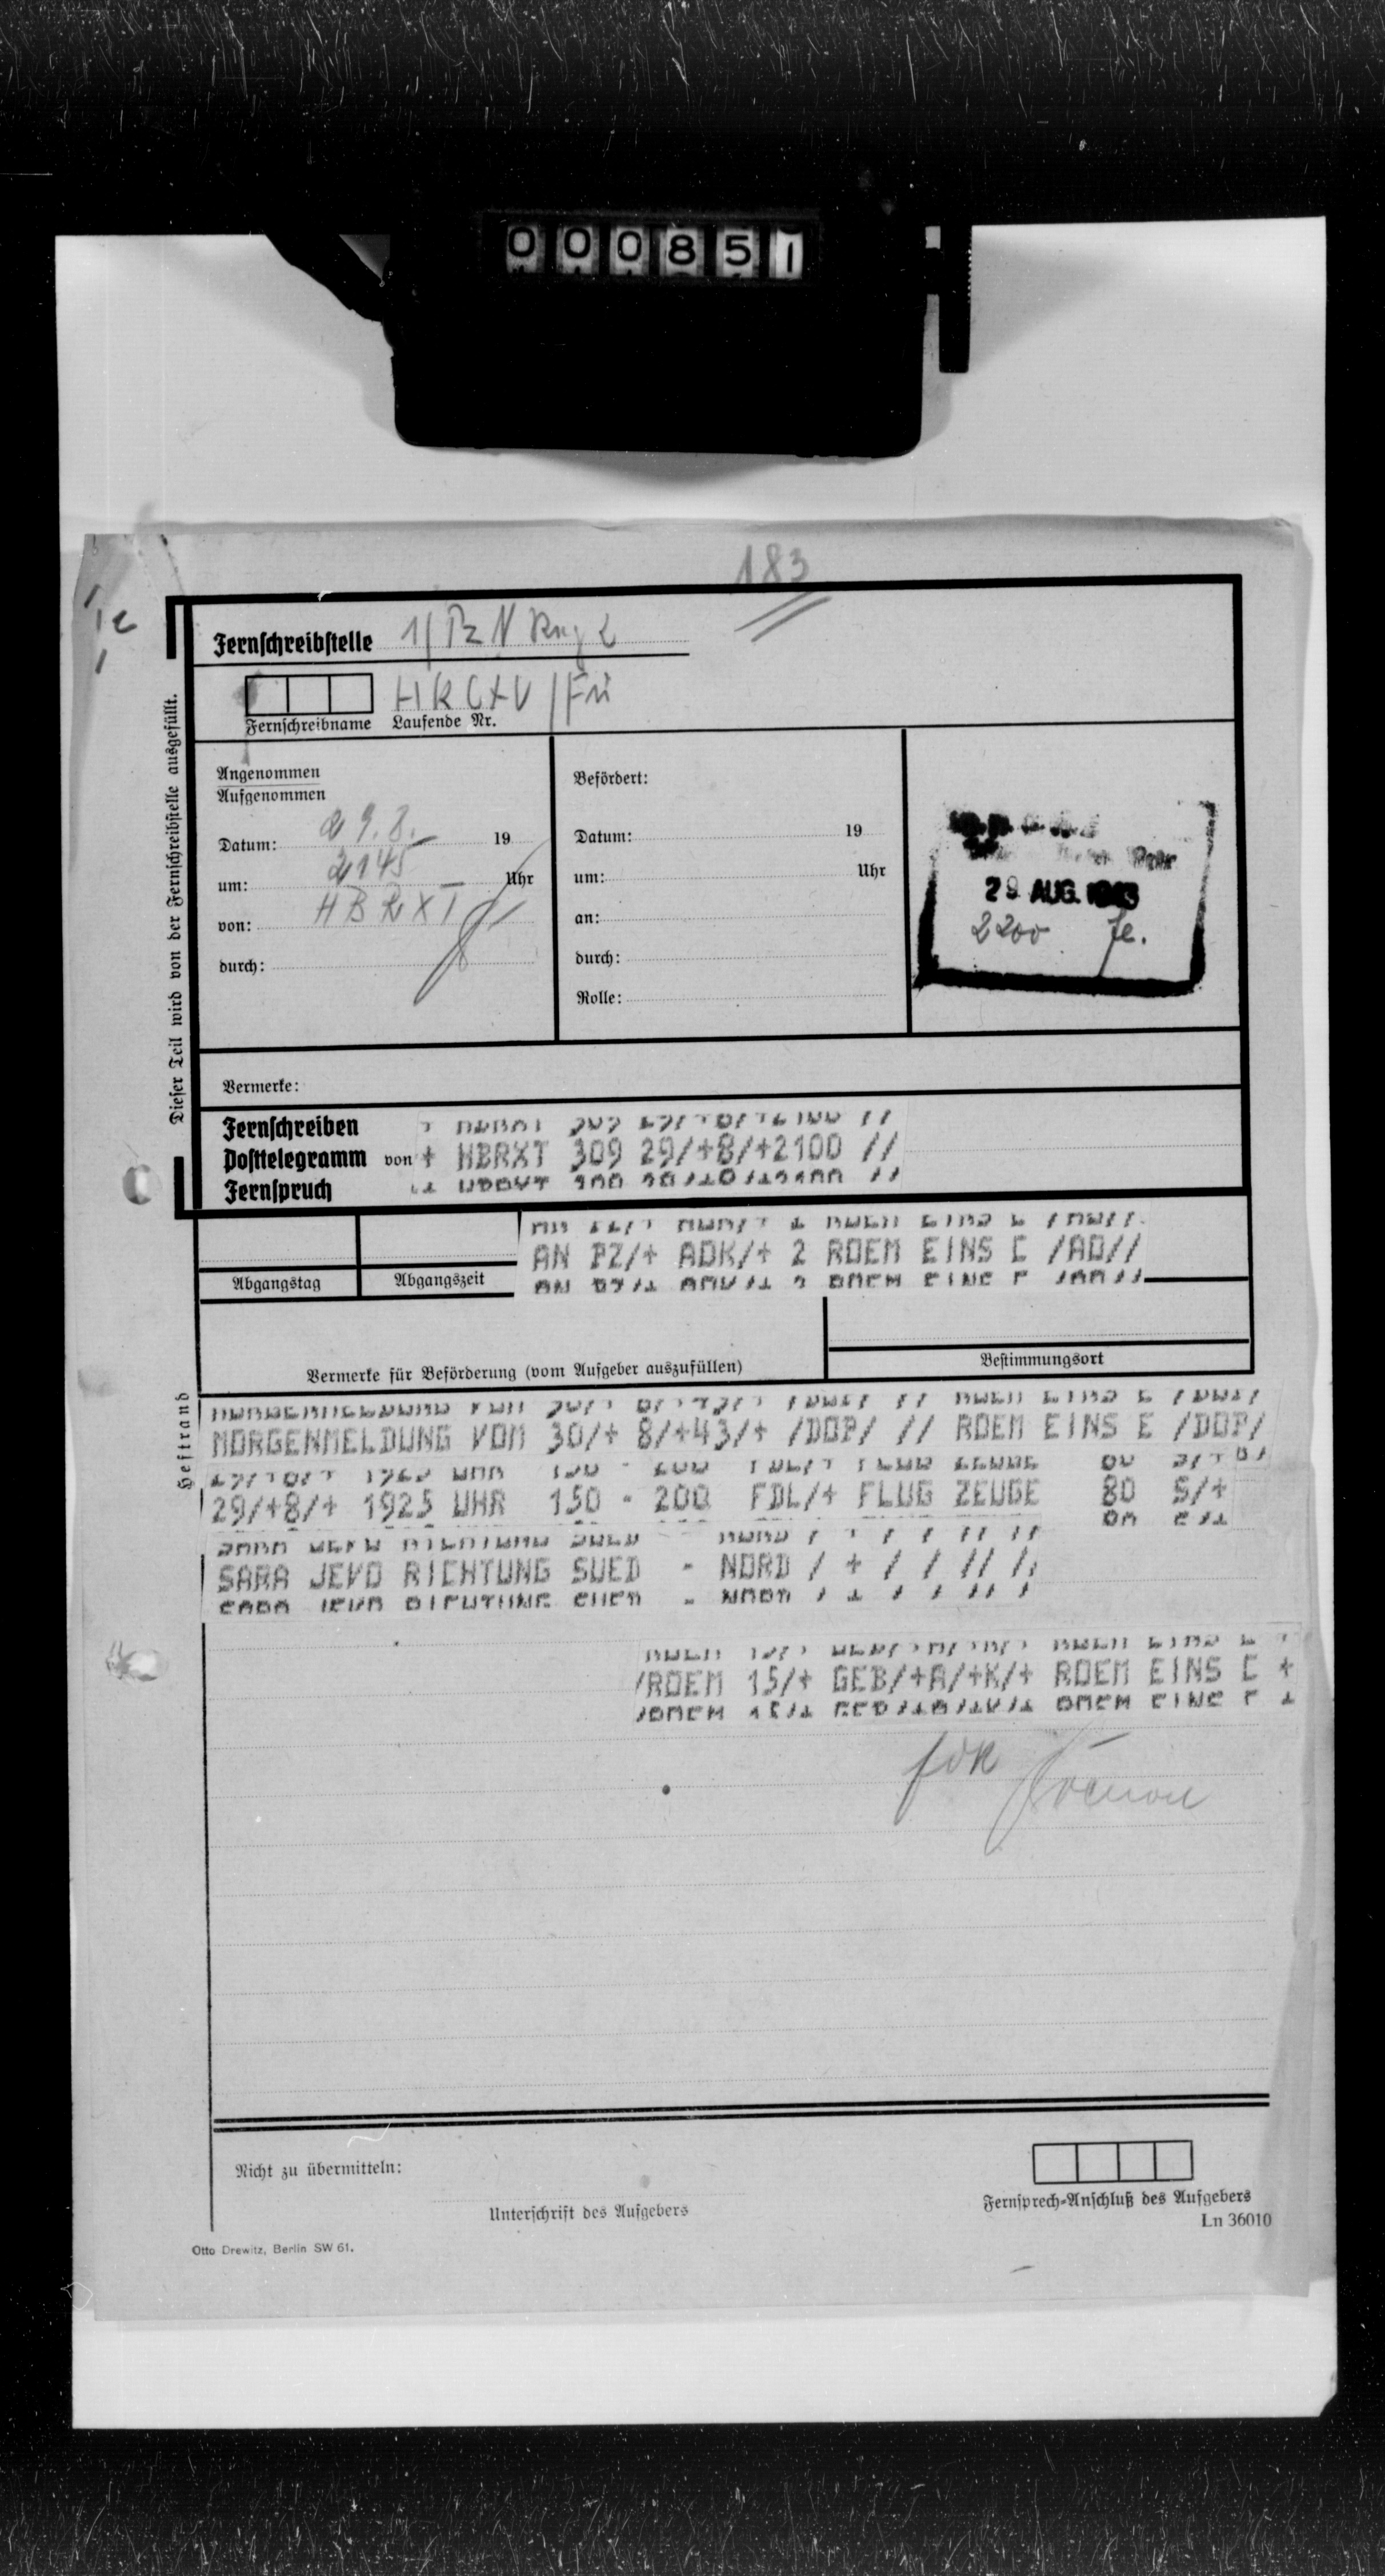 000851
183
Ic
Fernschreibstelle 1/Pz N Rgt 2
HRCXV /Fü
Fernschreibname Laufende Nr.
Dieser Teil wird von der Fernschreibstelle ausgefüllt.
Angenommen
Aufgenommen
Datum: 29.8. 19
um: 2145 Uhr
von: HBRXT
durch:
Befördert:
Datum: 19
um: Uhr
an:
durch:
Rolle:
29 AUG. 1943
2200 Je.
Vermerke:
Fernschreiben
Posttelegramm von + HBRXT 309 29/+8/+2100 //
Fernspruch
AN PZ/+ AOK/+ 2 ROEM EINS C /AO//
Abgangstag Abgangszeit
Vermerke für Beförderung (vom Aufgeber auszufüllen)
Bestimmungsort
Heftrand
MORGENMELDUNG VOM 30/+ 8/+43/+ /DOP/ // ROEM EINS E /DOP/
29/+8/+ 1925 UHR 150 - 200 FDL/+ FLUG ZEUGE 80 S/+
SARA JEVO RICHTUNG SUED - NORD / + / / // //
/ROEM 15/+ GEB/+A/+K/+ ROEM EINS C +
fdR
Nicht zu übermitteln:
Unterschrift des Aufgebers
Fernsprech-Anschluß des Aufgebers
Ln 36010
Otto Drewitz, Berlin SW 61.